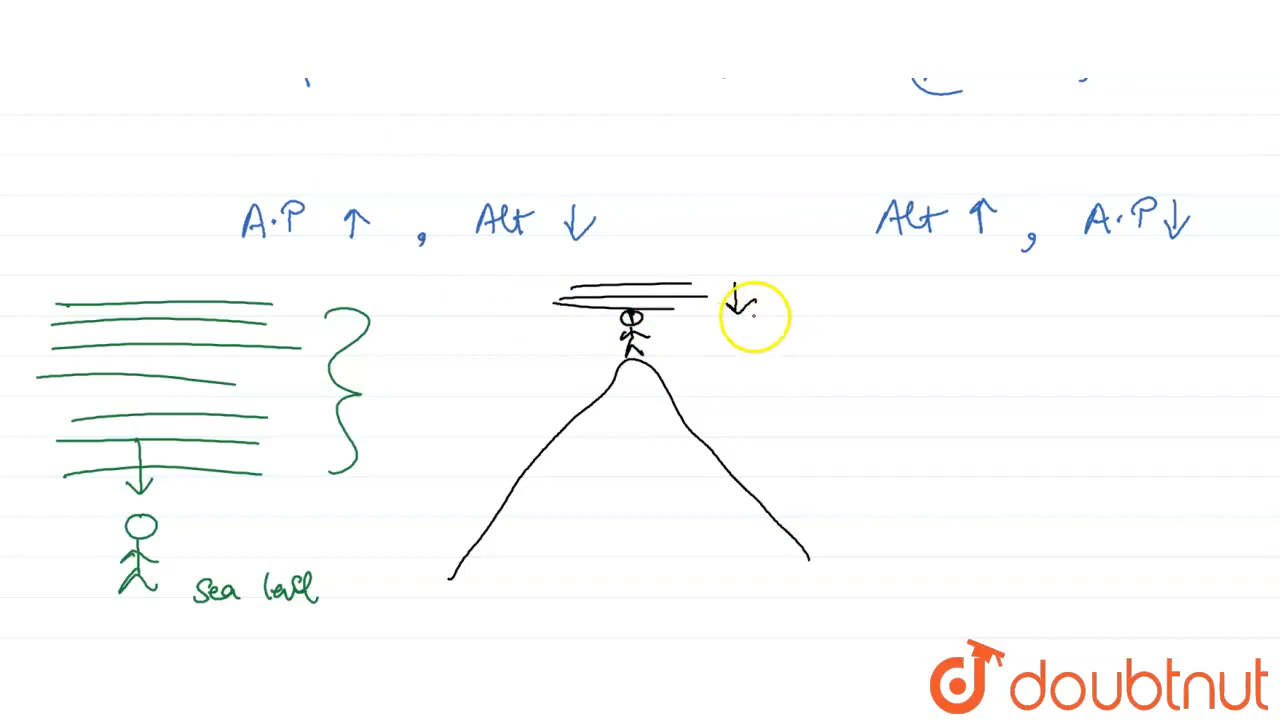 A.P ↑ , Alt ↓ Alt ↑ , A.P ↓
sea level
doubtnut